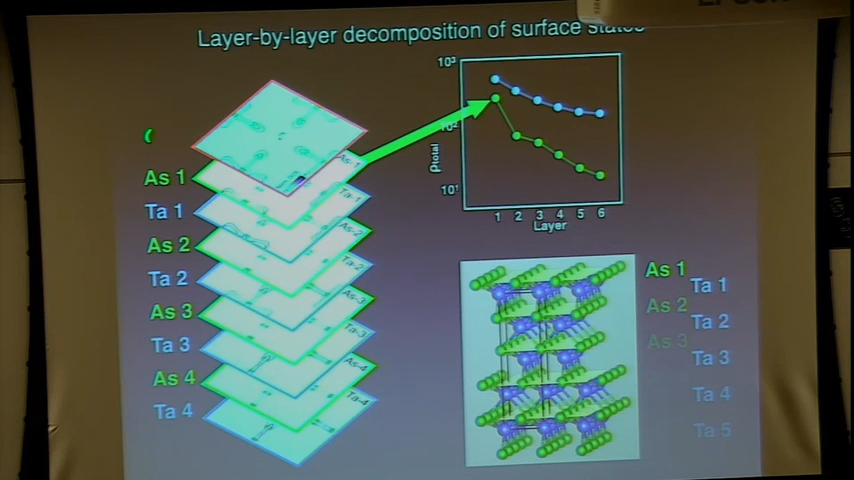 Layer-by-layer decomposition of surface states
10³
10²
10¹
ρtotal
1 2 3 4 5 6
Layer
As 1
Ta 1
As 2
Ta 2
As 3
Ta 3
As 4
Ta 4
As-1
Ta-1
As-2
Ta-2
As-3
Ta-3
As-4
Ta-4
As 1
Ta 1
As 2
Ta 2
As 3
Ta 3
Ta 4
Ta 5